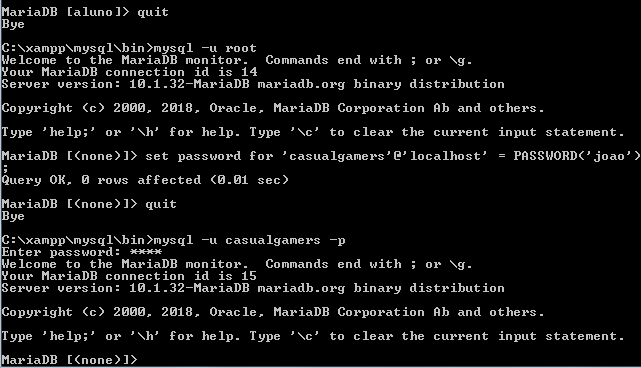 MariaDB [aluno]> quit
Bye
C:\xampp\mysql\bin>mysql -u root
Welcome to the MariaDB monitor.  Commands end with ; or \g.
Your MariaDB connection id is 14
Server version: 10.1.32-MariaDB mariadb.org binary distribution
Copyright (c) 2000, 2018, Oracle, MariaDB Corporation Ab and others.
Type 'help;' or '\h' for help. Type '\c' to clear the current input statement.
MariaDB [(none)]> set password for 'casualgamers'@'localhost' = PASSWORD('joao')
;
Query OK, 0 rows affected (0.01 sec)
MariaDB [(none)]> quit
Bye
C:\xampp\mysql\bin>mysql -u casualgamers -p
Enter password: ****
Welcome to the MariaDB monitor.  Commands end with ; or \g.
Your MariaDB connection id is 15
Server version: 10.1.32-MariaDB mariadb.org binary distribution
Copyright (c) 2000, 2018, Oracle, MariaDB Corporation Ab and others.
Type 'help;' or '\h' for help. Type '\c' to clear the current input statement.
MariaDB [(none)]>